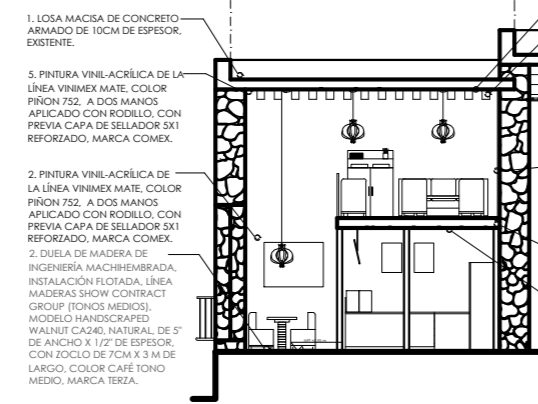 1. LOSA MACISA DE CONCRETO
ARMADO DE 10CM DE ESPESOR,
EXISTENTE.
5. PINTURA VINIL-ACRÍLICA DE LA
LÍNEA VINIMEX MATE, COLOR
PIÑON 752, A DOS MANOS
APLICADO CON RODILLO, CON
PREVIA CAPA DE SELLADOR 5X1
REFORZADO, MARCA COMEX.
2. PINTURA VINIL-ACRÍLICA DE
LA LÍNEA VINIMEX MATE, COLOR
PIÑON 752, A DOS MANOS
APLICADO CON RODILLO, CON
PREVIA CAPA DE SELLADOR 5X1
REFORZADO, MARCA COMEX.
2. DUELA DE MADERA DE
INGENIERÍA MACHIHEMBRADA,
INSTALACIÓN FLOTADA, LÍNEA
MADERAS SHOW CONTRACT
GROUP (TONOS MEDIOS),
MODELO HANDSCRAPED
WALNUT CA240, NATURAL, DE 5"
DE ANCHO X 1/2" DE ESPESOR,
CON ZOCLO DE 7CM X 3 M DE
LARGO, COLOR CAFÉ TONO
MEDIO, MARCA TERZA.